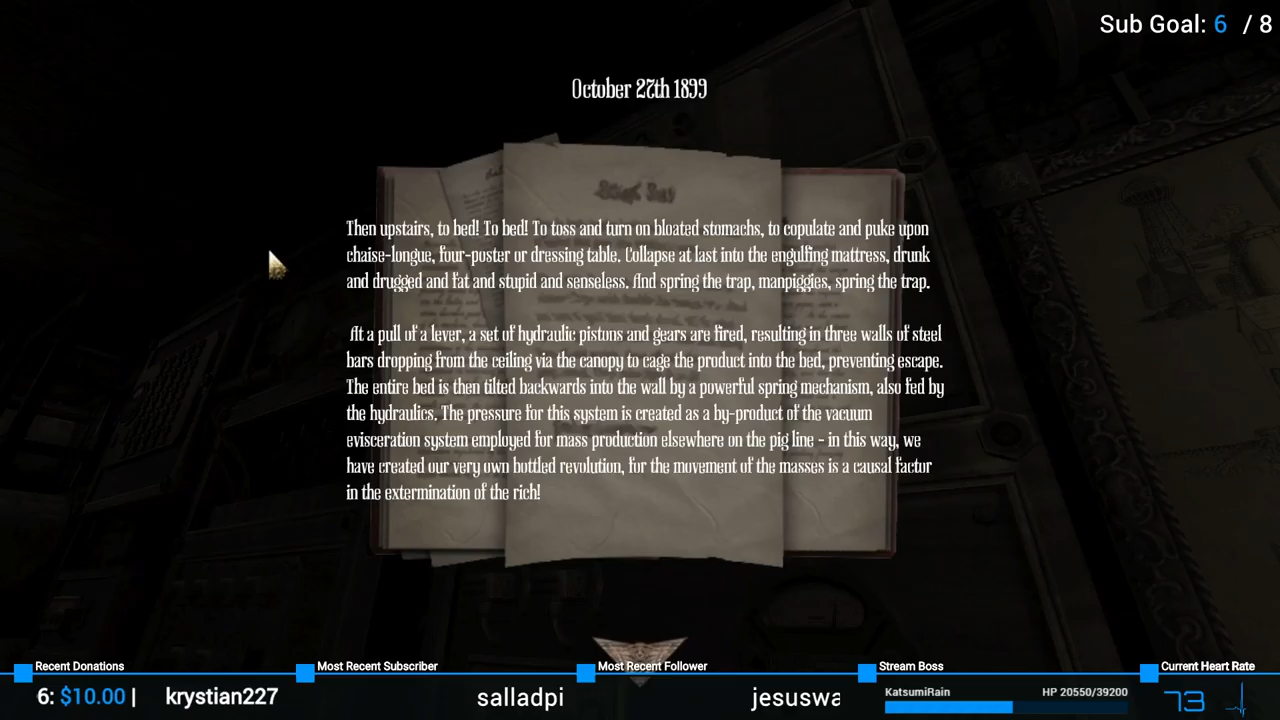 Sub Goal: 6 / 8
October 27th 1899
Then upstairs, to bed! To bed! To toss and turn on bloated stomachs, to copulate and puke upon
chaise-longue, four-poster or dressing table. Collapse at last into the engulfing mattress, drunk
and drugged and fat and stupid and senseless. And spring the trap, manpiggies, spring the trap.
At a pull of a lever, a set of hydraulic pistons and gears are fired, resulting in three walls of steel
bars dropping from the ceiling via the canopy to cage the product into the bed, preventing escape.
The entire bed is then tilted backwards into the wall by a powerful spring mechanism, also fed by
the hydraulics. The pressure for this system is created as a by-product of the vacuum
evisceration system employed for mass production elsewhere on the pig line - in this way, we
have created our very own bottled revolution, for the movement of the masses is a causal factor
in the extermination of the rich!
Recent Donations
Most Recent Subscriber
Most Recent Follower
Stream Boss
Current Heart Rate
6: $10.00 | krystian227
salladpi
jesuswa
KatsumiRain
HP 20550/39200
73